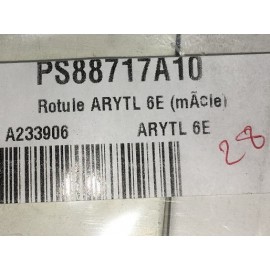 PS88717A10
Rotule ARYTL 6E (mÃcle)
A233906 ARYTL 6E
28